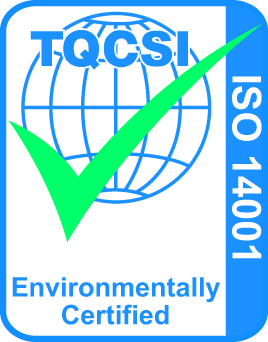 TQCSI
ISO 14001
Environmentally
Certified